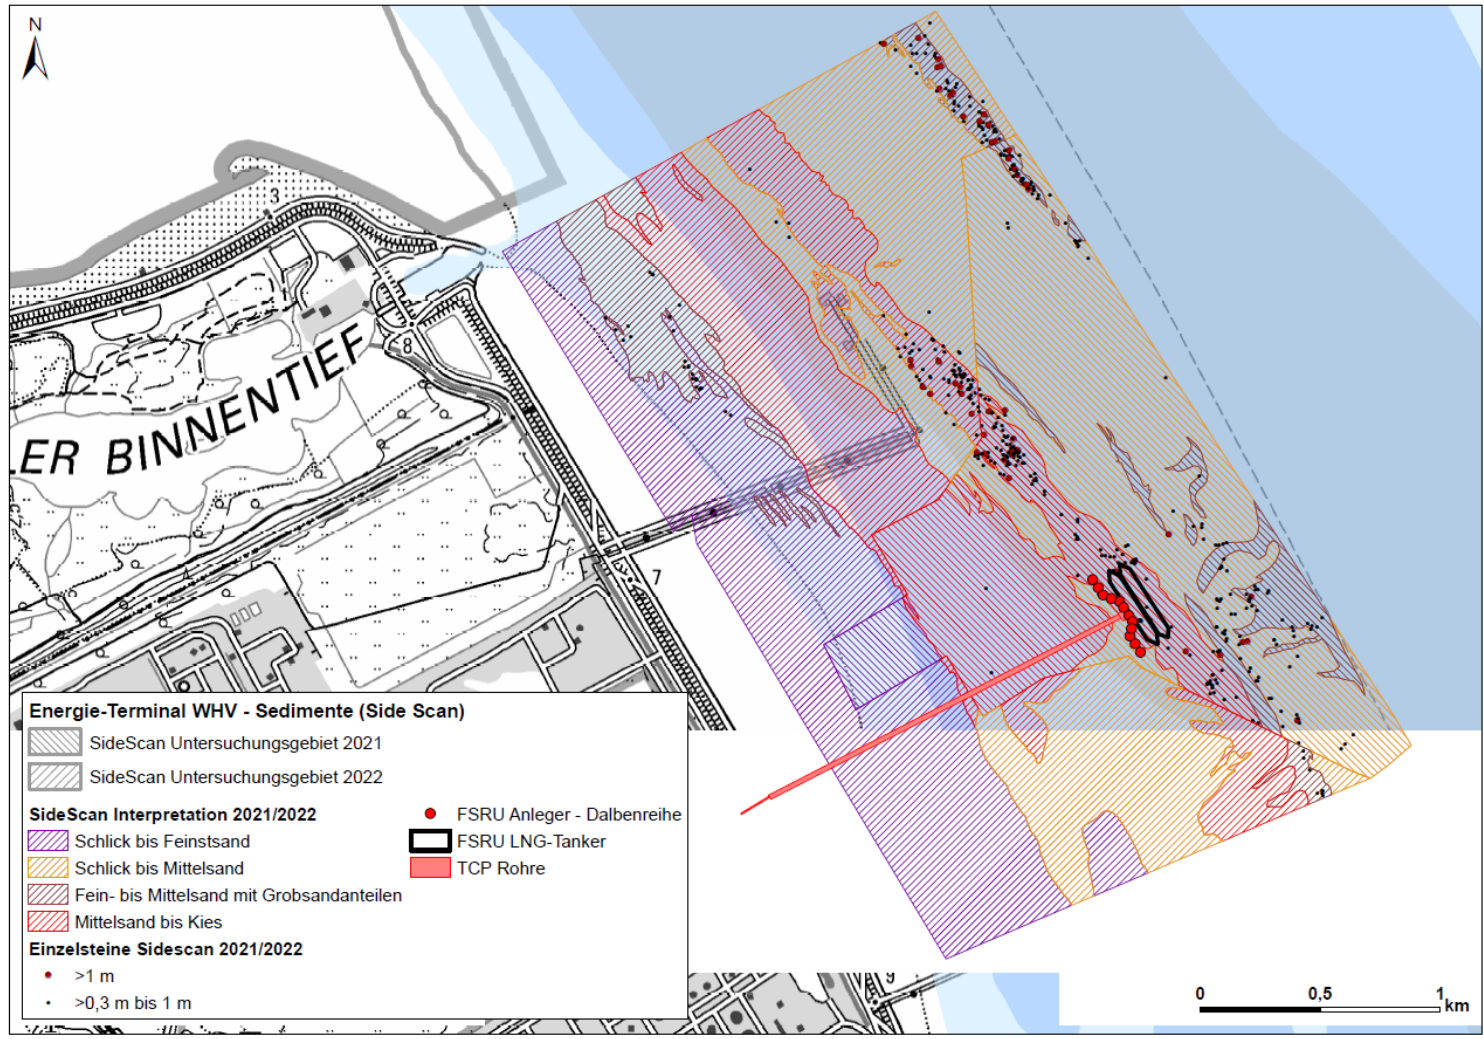 N
3
8
LER BINNENTIEF
7
Energie-Terminal WHV - Sedimente (Side Scan)
SideScan Untersuchungsgebiet 2021
SideScan Untersuchungsgebiet 2022
SideScan Interpretation 2021/2022
Schlick bis Feinstsand
Schlick bis Mittelsand
Fein- bis Mittelsand mit Grobsandanteilen
Mittelsand bis Kies
FSRU Anleger - Dalbenreihe
FSRU LNG-Tanker
TCP Rohre
Einzelsteine Sidescan 2021/2022
>1 m
>0,3 m bis 1 m
9
0 0,5 1
km